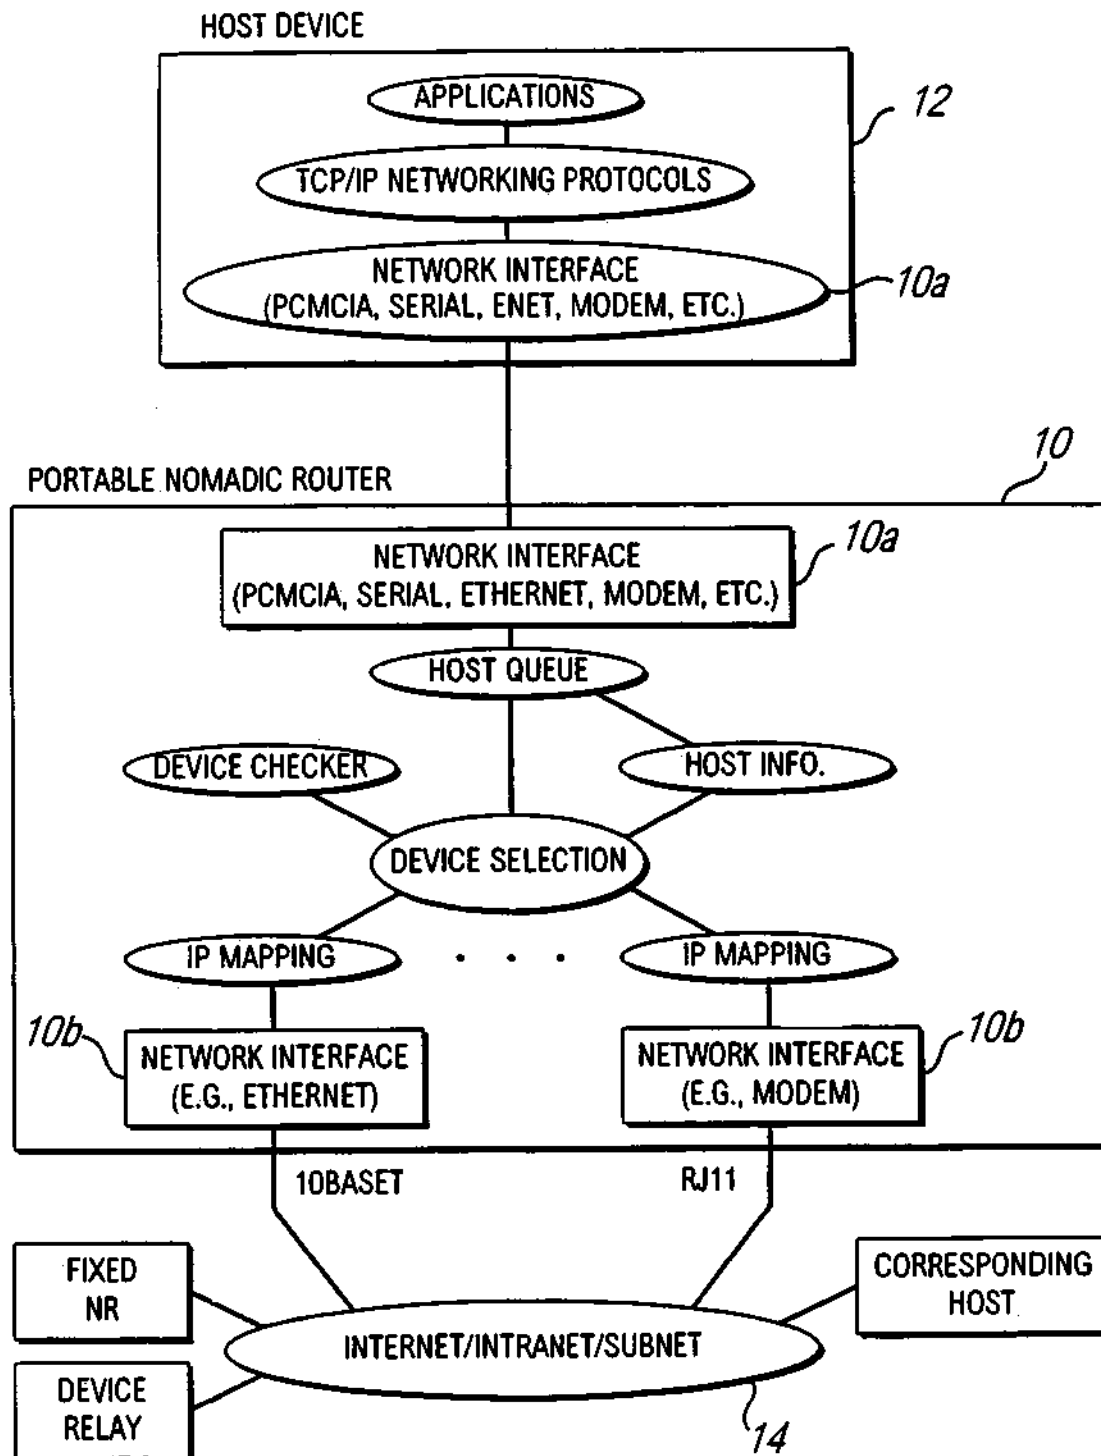 HOST DEVICE
APPLICATIONS
12
TCP/IP NETWORKING PROTOCOLS
NETWORK INTERFACE
(PCMCIA, SERIAL, ENET, MODEM, ETC.)
10a
10
PORTABLE NOMADIC ROUTER
NETWORK INTERFACE
(PCMCIA, SERIAL, ETHERNET, MODEM, ETC.)
10a
HOST QUEUE
DEVICE CHECKER
HOST INFO.
DEVICE SELECTION
IP MAPPING
. . .
IP MAPPING
10b
NETWORK INTERFACE
(E.G., ETHERNET)
NETWORK INTERFACE
(E.G., MODEM)
10b
10BASET
RJ11
FIXED
NR
CORRESPONDING
HOST
INTERNET/INTRANET/SUBNET
DEVICE
RELAY
14